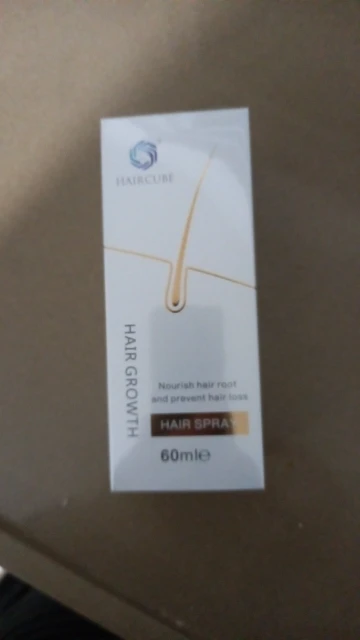 HAIRCUBE
HAIR GROWTH
Nourish hair root
and prevent hair loss
HAIR SPRAY
60ml℮